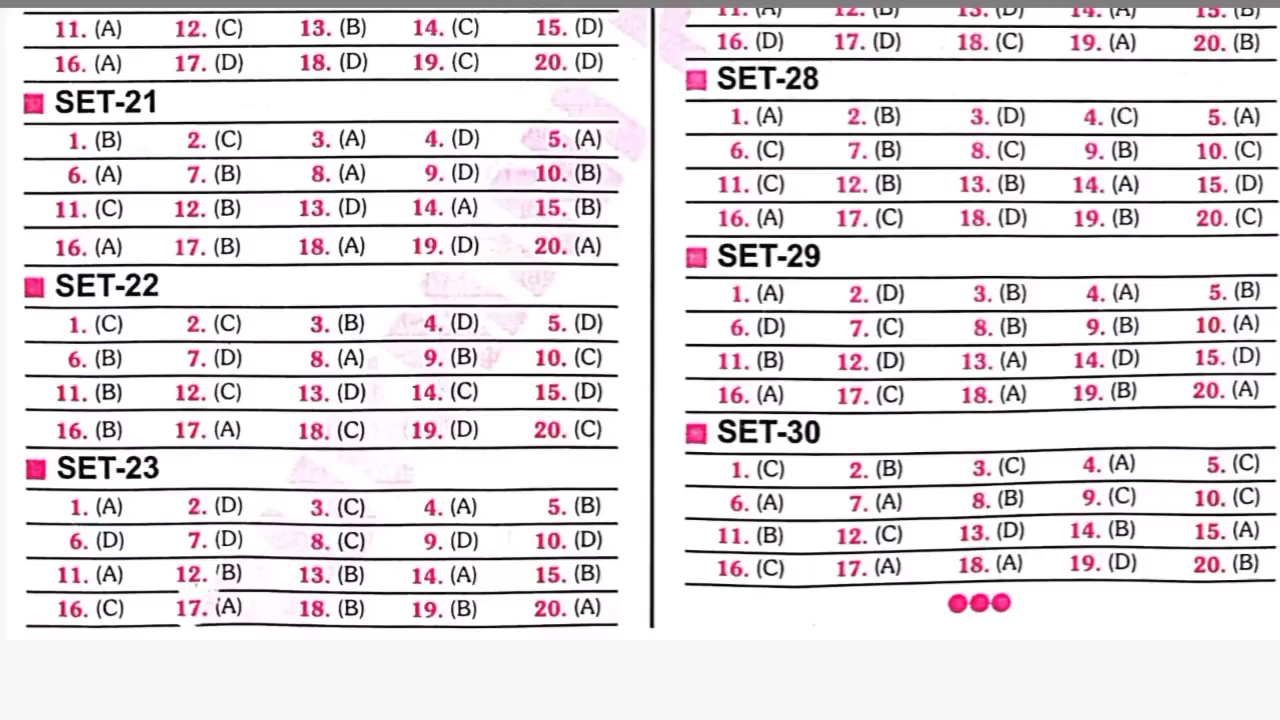 11. (A) 12. (C) 13. (B) 14. (C) 15. (D)
16. (A) 17. (D) 18. (D) 19. (C) 20. (D)
SET-21
1. (B) 2. (C) 3. (A) 4. (D) 5. (A)
6. (A) 7. (B) 8. (A) 9. (D) 10. (B)
11. (C) 12. (B) 13. (D) 14. (A) 15. (B)
16. (A) 17. (B) 18. (A) 19. (D) 20. (A)
SET-22
1. (C) 2. (C) 3. (B) 4. (D) 5. (D)
6. (B) 7. (D) 8. (A) 9. (B) 10. (C)
11. (B) 12. (C) 13. (D) 14. (C) 15. (D)
16. (B) 17. (A) 18. (C) 19. (D) 20. (C)
SET-23
1. (A) 2. (D) 3. (C) 4. (A) 5. (B)
6. (D) 7. (D) 8. (C) 9. (D) 10. (D)
11. (A) 12. (B) 13. (B) 14. (A) 15. (B)
16. (C) 17. (A) 18. (B) 19. (B) 20. (A)
11. (A) 12. (B) 13. (D) 14. (A) 15. (B)
16. (D) 17. (D) 18. (C) 19. (A) 20. (B)
SET-28
1. (A) 2. (B) 3. (D) 4. (C) 5. (A)
6. (C) 7. (B) 8. (C) 9. (B) 10. (C)
11. (C) 12. (B) 13. (B) 14. (A) 15. (D)
16. (A) 17. (C) 18. (D) 19. (B) 20. (C)
SET-29
1. (A) 2. (D) 3. (B) 4. (A) 5. (B)
6. (D) 7. (C) 8. (B) 9. (B) 10. (A)
11. (B) 12. (D) 13. (A) 14. (D) 15. (D)
16. (A) 17. (C) 18. (A) 19. (B) 20. (A)
SET-30
1. (C) 2. (B) 3. (C) 4. (A) 5. (C)
6. (A) 7. (A) 8. (B) 9. (C) 10. (C)
11. (B) 12. (C) 13. (D) 14. (B) 15. (A)
16. (C) 17. (A) 18. (A) 19. (D) 20. (B)